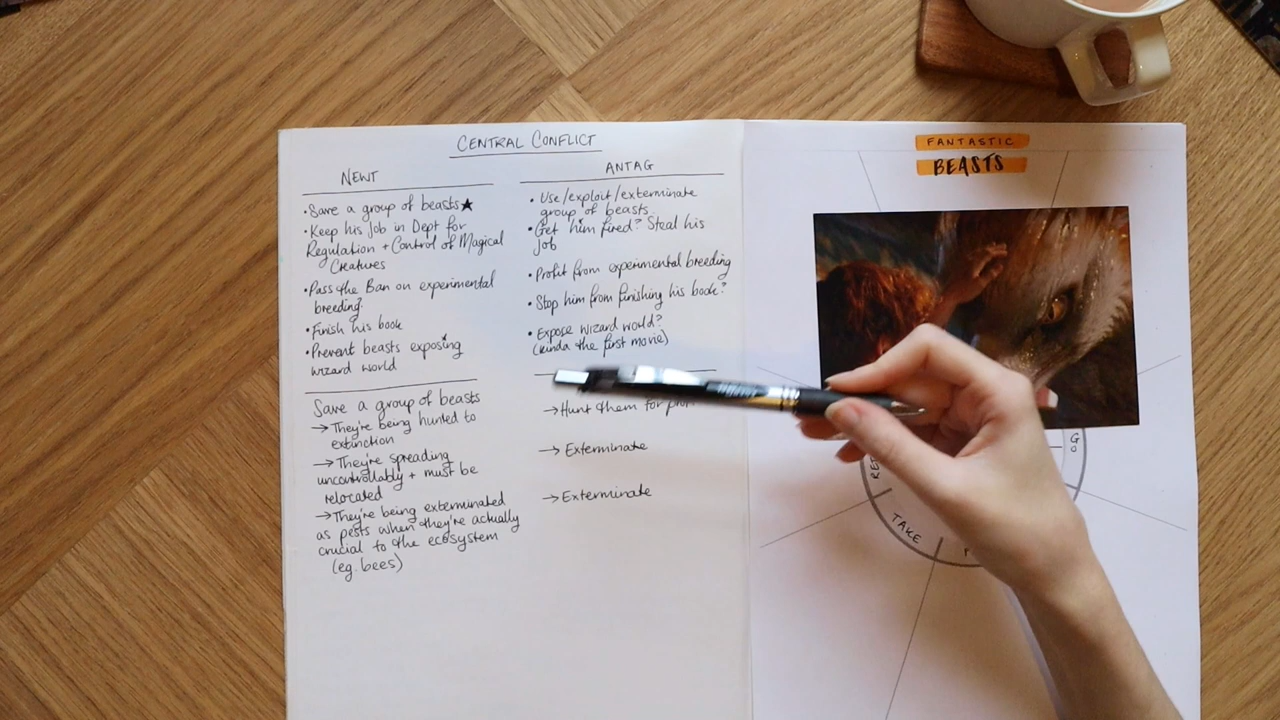 CENTRAL CONFLICT
NEWT
• Save a group of beasts★
• Keep his job in Dept for
Regulation + Control of Magical
Creatures
• Pass the Ban on experimental
breeding?
• Finish his book
• Prevent beasts exposing
wizard world
Save a group of beasts
→ They're being hunted to
extinction
→ They're spreading
uncontrollably + must be
relocated
→ They're being exterminated
as pests when they're actually
crucial to the ecosystem
(eg. bees)
ANTAG
• Use/exploit/exterminate
group of beasts
• Get him fired? Steal his
job
• Profit from experimental breeding
• Stop him from finishing his book?
• Expose wizard world?
(kinda the first movie)
→ Hunt them for
→ Exterminate
→ Exterminate
FANTASTIC
BEASTS
GO
TAKE